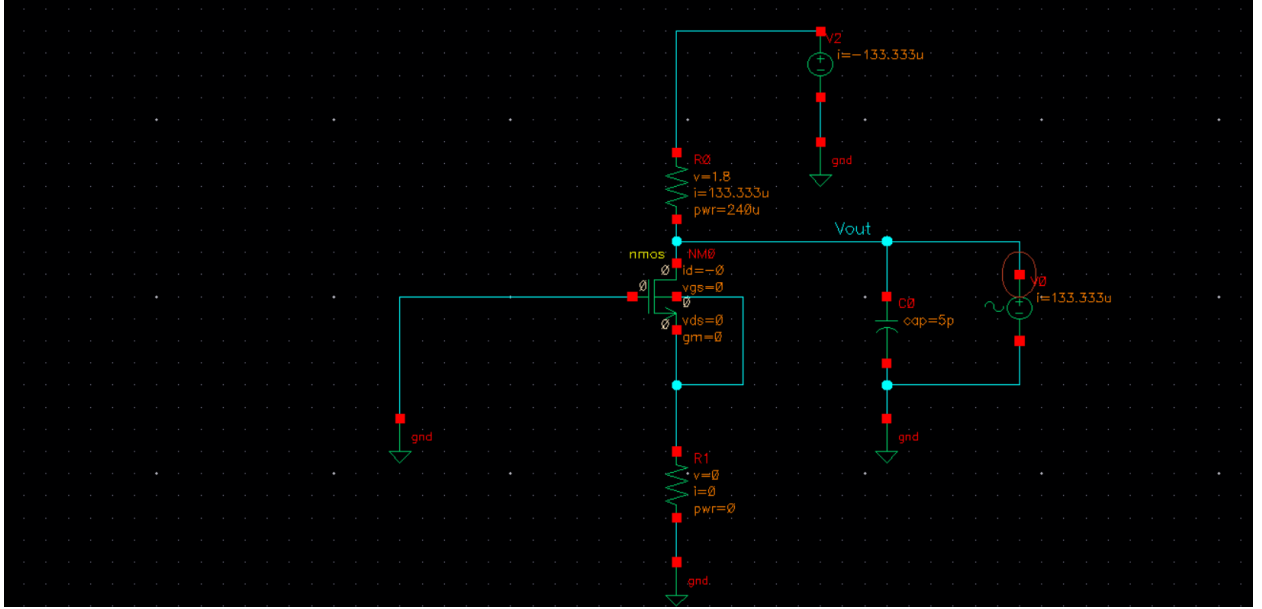 V2
i=-133.333u
gnd
R0
v=1.8
i=133.333u
pwr=240u
Vout
nmos
NM0
0
id=-0
0
vgs=0
0
vds=0
0
gm=0
C0
cap=5p
V0
i=133.333u
gnd
gnd
R1
v=0
i=0
pwr=0
gnd